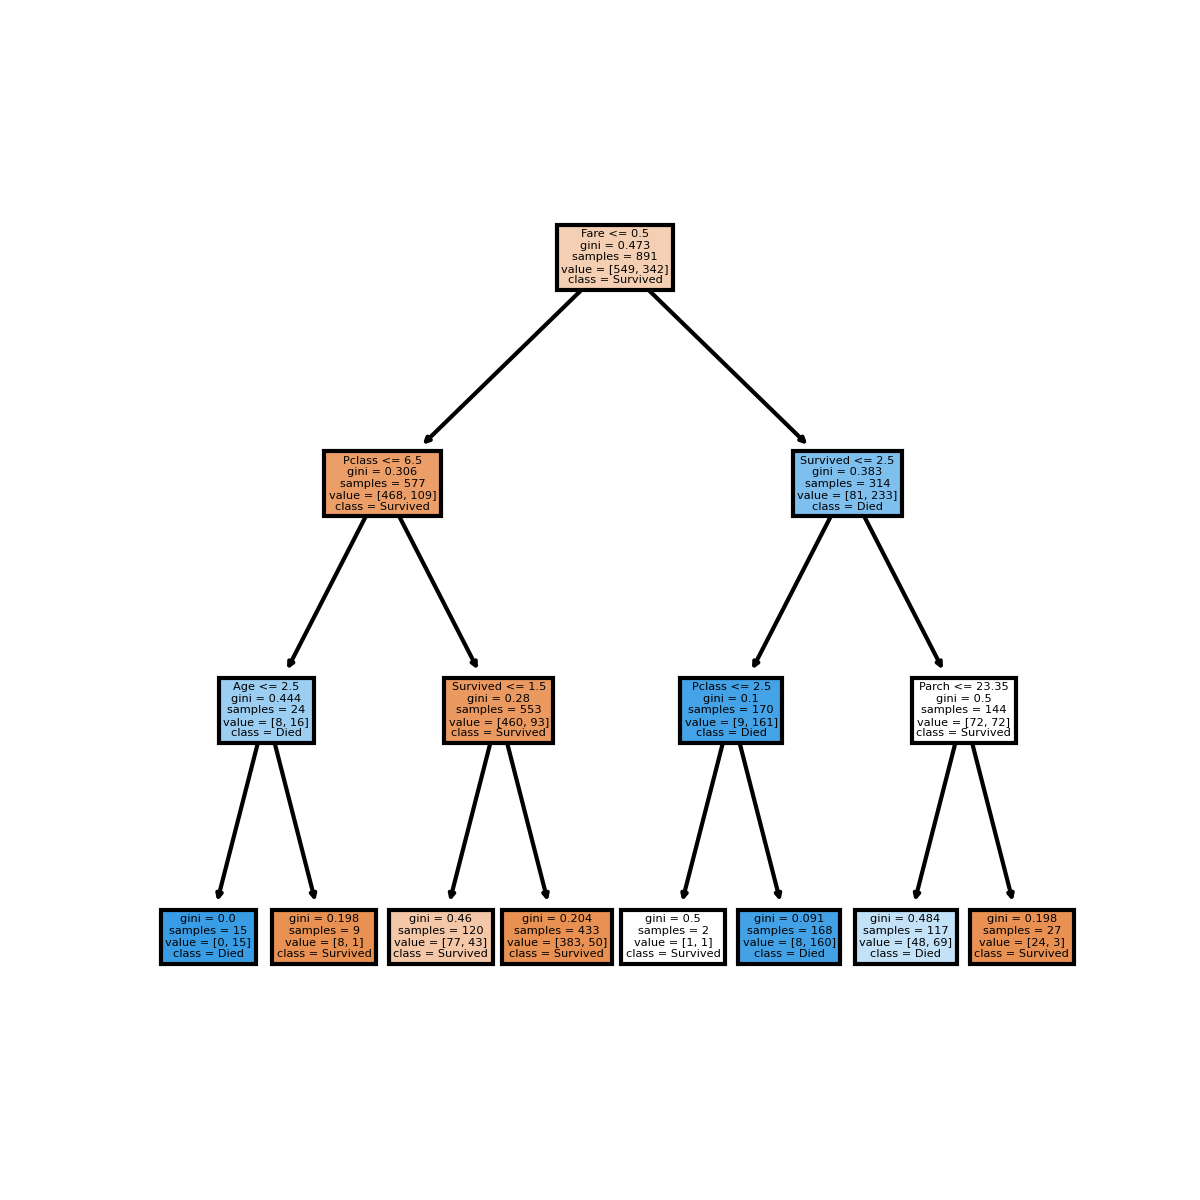 Fare <= 0.5
gini = 0.473
samples = 891
value = [549, 342]
class = Survived
Pclass <= 6.5
gini = 0.306
samples = 577
value = [468, 109]
class = Survived
Survived <= 2.5
gini = 0.383
samples = 314
value = [81, 233]
class = Died
Age <= 2.5
gini = 0.444
samples = 24
value = [8, 16]
class = Died
Survived <= 1.5
gini = 0.28
samples = 553
value = [460, 93]
class = Survived
Pclass <= 2.5
gini = 0.1
samples = 170
value = [9, 161]
class = Died
Parch <= 23.35
gini = 0.5
samples = 144
value = [72, 72]
class = Survived
gini = 0.0
samples = 15
value = [0, 15]
class = Died
gini = 0.198
samples = 9
value = [8, 1]
class = Survived
gini = 0.46
samples = 120
value = [77, 43]
class = Survived
gini = 0.204
samples = 433
value = [383, 50]
class = Survived
gini = 0.5
samples = 2
value = [1, 1]
class = Survived
gini = 0.091
samples = 168
value = [8, 160]
class = Died
gini = 0.484
samples = 117
value = [48, 69]
class = Died
gini = 0.198
samples = 27
value = [24, 3]
class = Survived